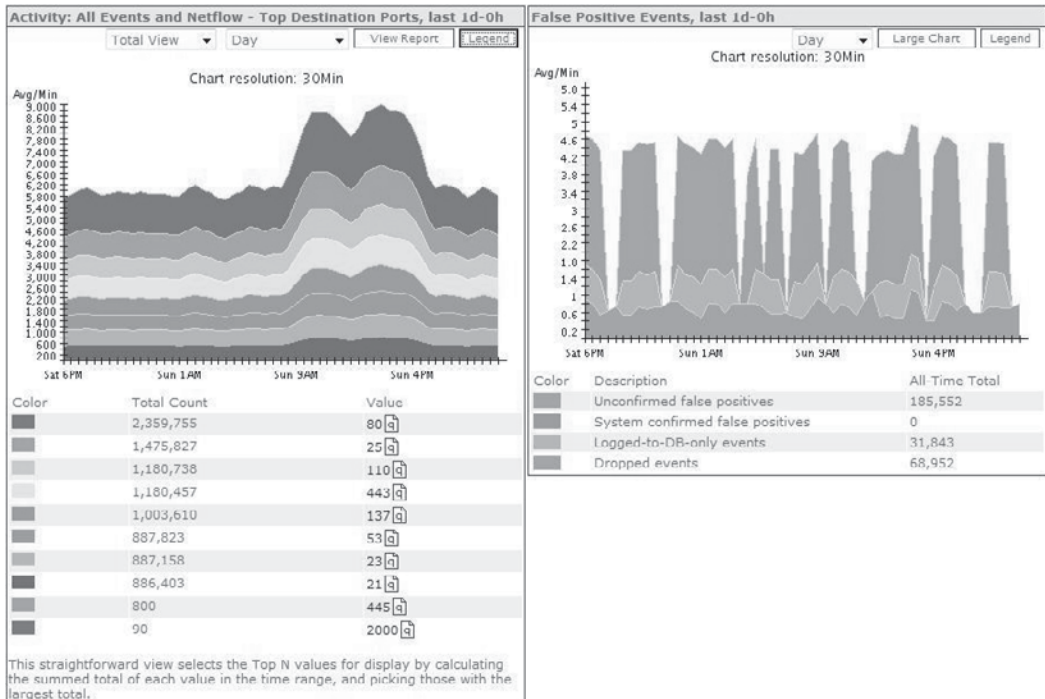 Activity: All Events and Netflow - Top Destination Ports, last 1d-0h
Total View
Day
View Report
Legend
Chart resolution: 30Min
Avg/Min
9,000
8,600
8,200
7,800
7,400
7,000
6,600
6,200
5,800
5,400
5,000
4,600
4,200
3,800
3,400
3,000
2,600
2,200
1,800
1,400
1,000
600
200
Sat 6PM
Sun 1AM
Sun 9AM
Sun 4PM
Color
Total Count
Value
2,359,755 80
1,475,827 25
1,180,738 110
1,180,457 443
1,003,610 137
887,823 53
887,158 23
886,403 21
800 445
90 2000
This straightforward view selects the Top N values for display by calculating
the summed total of each value in the time range, and picking those with the
largest total.
False Positive Events, last 1d-0h
Day
Large Chart
Legend
Chart resolution: 30Min
Avg/Min
5.0
5.4
5
4.6
4.2
3.8
3.4
3
2.6
2.2
1.0
1.4
1
0.6
0.2
Sat 6PM
Sun 1AM
Sun 9AM
Sun 4PM
Color
Description
All-Time Total
Unconfirmed false positives 185,552
System confirmed false positives 0
Logged-to-DB-only events 31,843
Dropped events 68,952